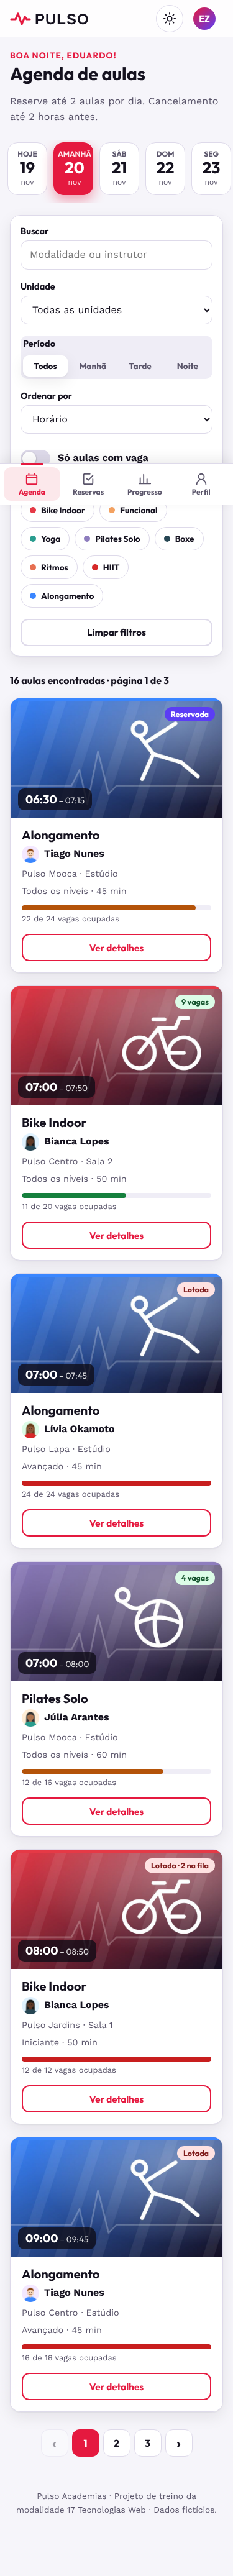 PULSO
EZ
BOA NOITE, EDUARDO!
Agenda de aulas
Reserve até 2 aulas por dia. Cancelamento
até 2 horas antes.
HOJE
19
nov
AMANHÃ
20
nov
SÁB
21
nov
DOM
22
nov
SEG
23
nov
Buscar
Modalidade ou instrutor
Unidade
Todas as unidades
Período
Todos
Manhã
Tarde
Noite
Ordenar por
Horário
Só aulas com vaga
Agenda
Reservas
Progresso
Perfil
Bike Indoor
Funcional
Yoga
Pilates Solo
Boxe
Ritmos
HIIT
Alongamento
Limpar filtros
16 aulas encontradas · página 1 de 3
Reservada
06:30 – 07:15
Alongamento
Tiago Nunes
Pulso Mooca · Estúdio
Todos os níveis · 45 min
22 de 24 vagas ocupadas
Ver detalhes
9 vagas
07:00 – 07:50
Bike Indoor
Bianca Lopes
Pulso Centro · Sala 2
Todos os níveis · 50 min
11 de 20 vagas ocupadas
Ver detalhes
Lotada
07:00 – 07:45
Alongamento
Lívia Okamoto
Pulso Lapa · Estúdio
Avançado · 45 min
24 de 24 vagas ocupadas
Ver detalhes
4 vagas
07:00 – 08:00
Pilates Solo
Júlia Arantes
Pulso Mooca · Estúdio
Todos os níveis · 60 min
12 de 16 vagas ocupadas
Ver detalhes
Lotada · 2 na fila
08:00 – 08:50
Bike Indoor
Bianca Lopes
Pulso Jardins · Sala 1
Iniciante · 50 min
12 de 12 vagas ocupadas
Ver detalhes
Lotada
09:00 – 09:45
Alongamento
Tiago Nunes
Pulso Centro · Estúdio
Avançado · 45 min
16 de 16 vagas ocupadas
Ver detalhes
‹ 1 2 3 ›
Pulso Academias · Projeto de treino da
modalidade 17 Tecnologias Web · Dados fictícios.